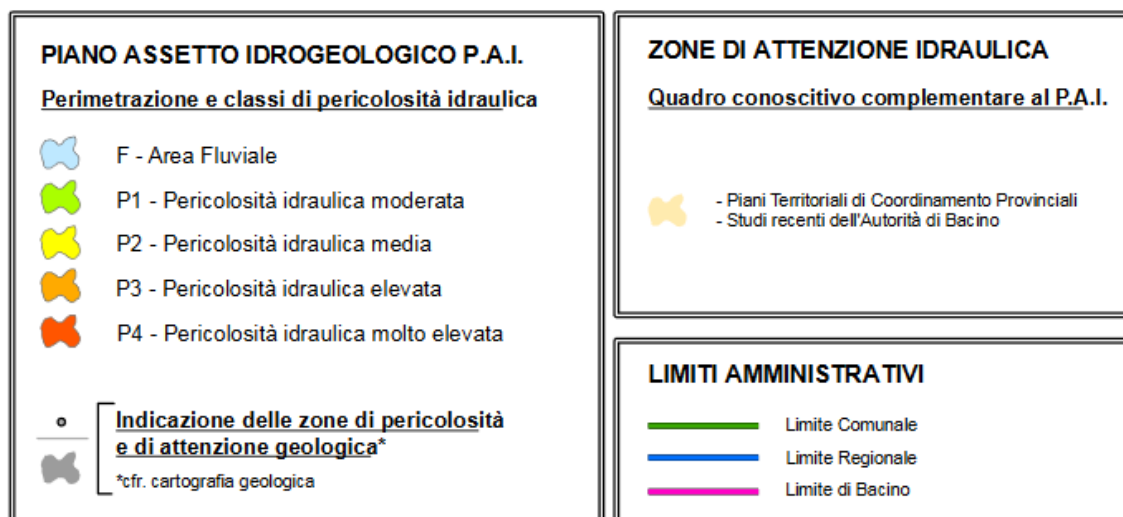 PIANO ASSETTO IDROGEOLOGICO P.A.I.
Perimetrazione e classi di pericolosità idraulica
F - Area Fluviale
P1 - Pericolosità idraulica moderata
P2 - Pericolosità idraulica media
P3 - Pericolosità idraulica elevata
P4 - Pericolosità idraulica molto elevata
Indicazione delle zone di pericolosità
e di attenzione geologica*
*cfr. cartografia geologica
ZONE DI ATTENZIONE IDRAULICA
Quadro conoscitivo complementare al P.A.I.
- Piani Territoriali di Coordinamento Provinciali
- Studi recenti dell'Autorità di Bacino
LIMITI AMMINISTRATIVI
Limite Comunale
Limite Regionale
Limite di Bacino